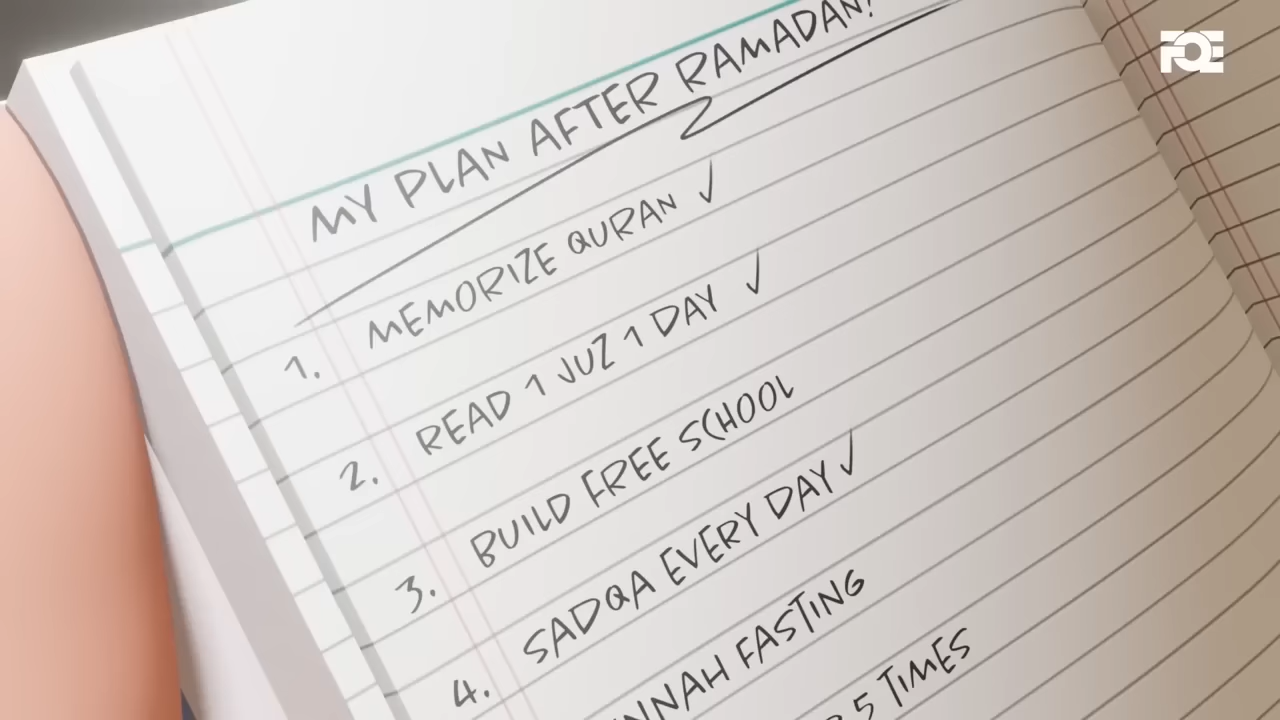 FOE
MY PLAN AFTER RAMADAN!
1. MEMORIZE QURAN ✓
2. READ 1 JUZ 1 DAY ✓
3. BUILD FREE SCHOOL
4. SADQA EVERY DAY ✓
FASTING
5 TIMES